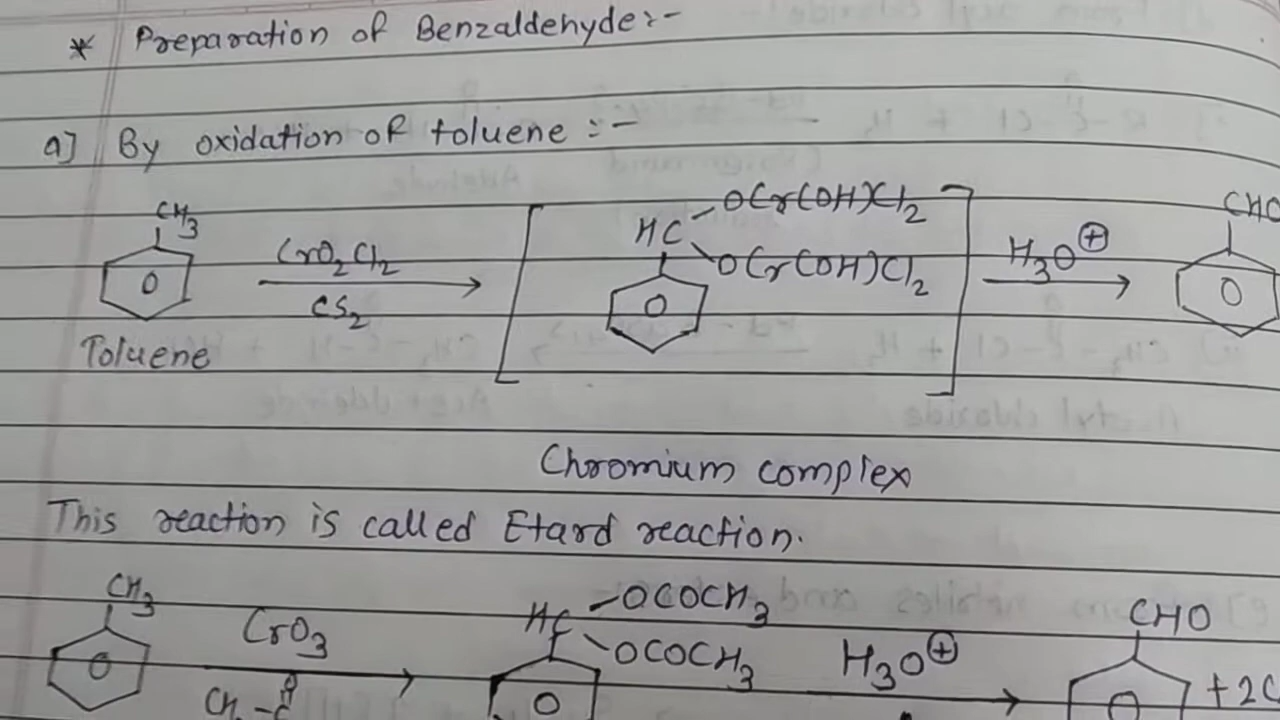 * Preparation of Benzaldehyde:-
a] By oxidation of toluene :-
CH3 CrO2Cl2 CS2 HC OCr(OH)Cl2 OCr(OH)Cl2 H3O⊕ CHO
Toluene
Chromium complex
This reaction is called Etard reaction.
CH3 CrO3 HC OCOCH3 OCOCH3 H3O⊕ CHO + 2C